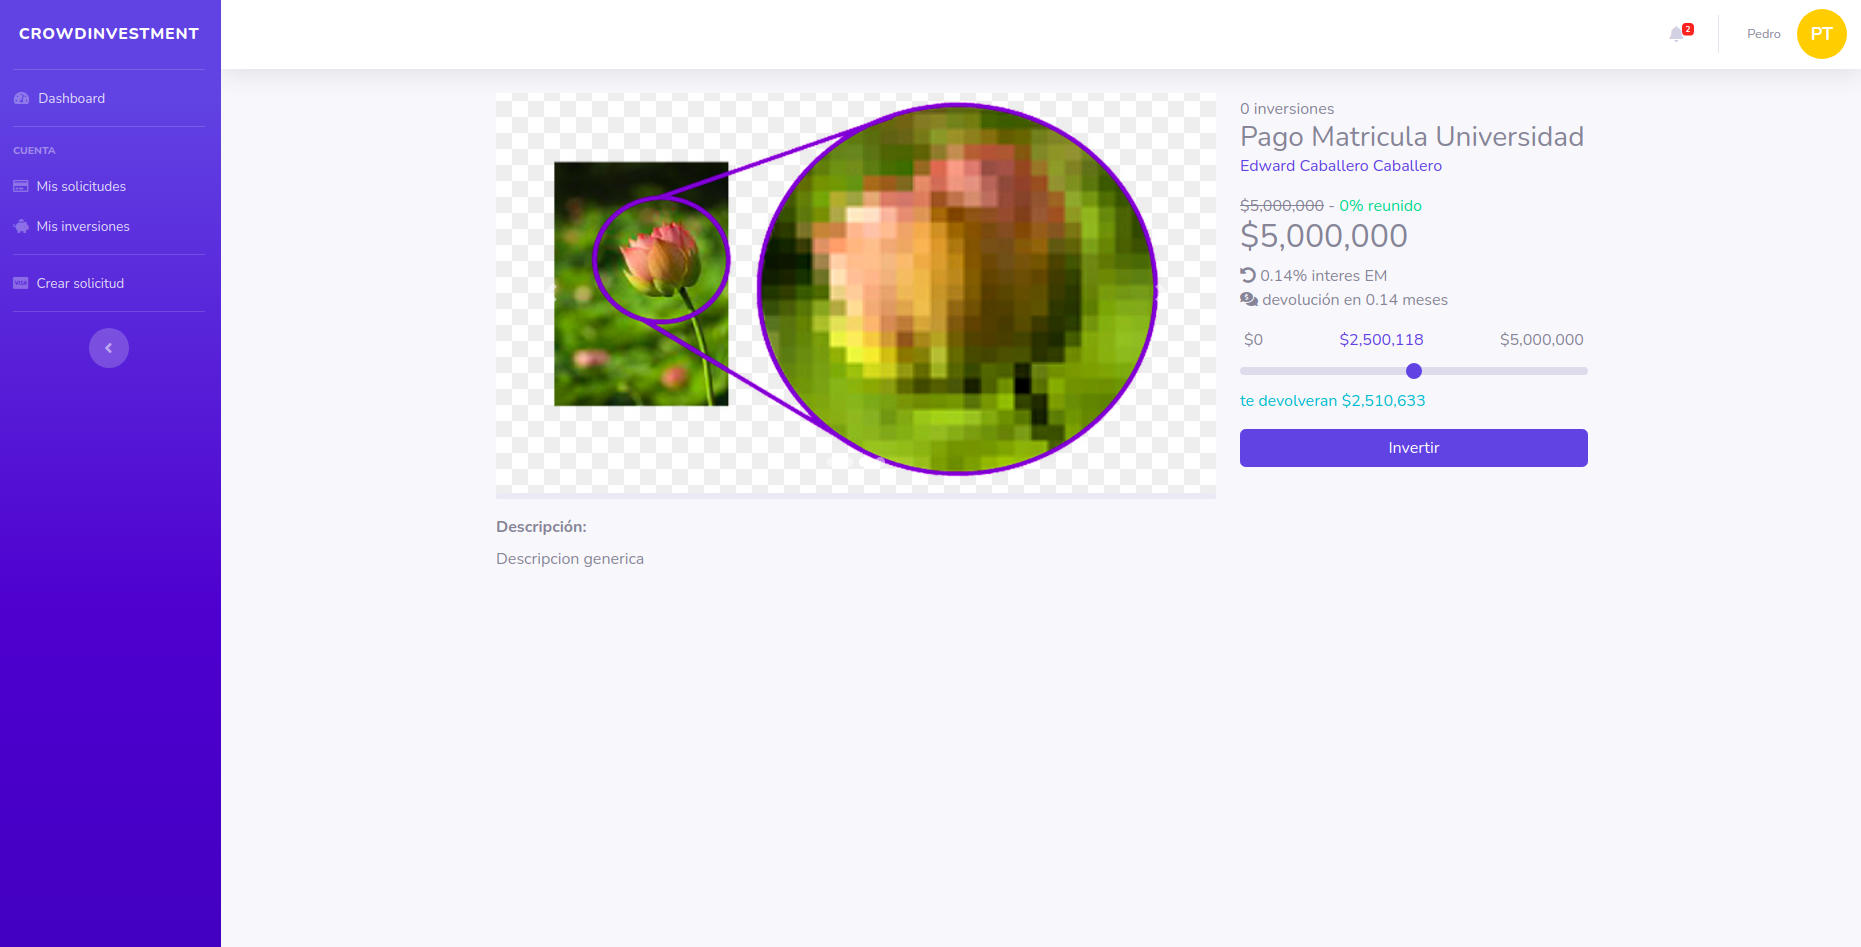 CROWDINVESTMENT
Dashboard
CUENTA
Mis solicitudes
Mis inversiones
VISA
Crear solicitud
2
Pedro
PT
0 inversiones
Pago Matricula Universidad
Edward Caballero Caballero
$5,000,000 - 0% reunido
$5,000,000
0.14% interes EM
$ devolución en 0.14 meses
$0 $2,500,118 $5,000,000
te devolveran $2,510,633
Invertir
Descripción:
Descripcion generica